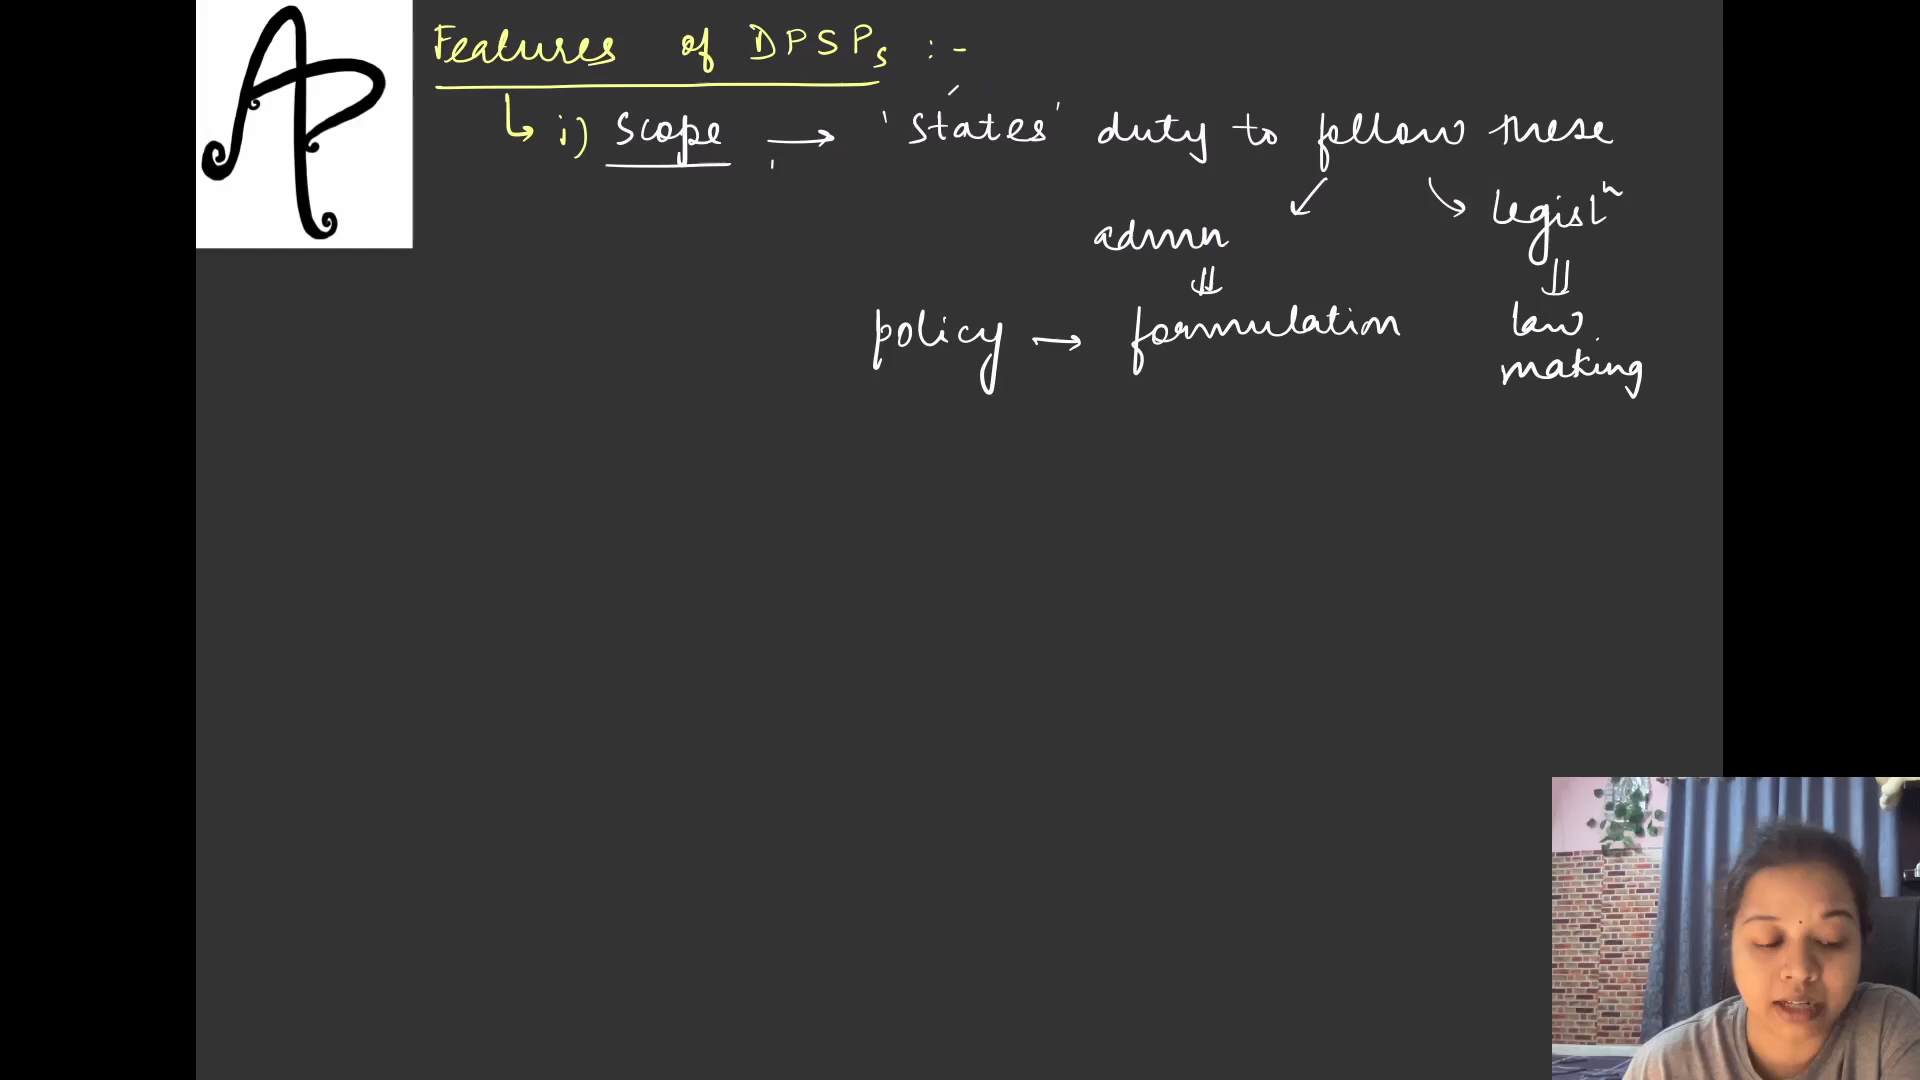 Features of DPSPs :-
i) Scope → 'States' duty to follow these
admn legisln
policy → formulation law
making